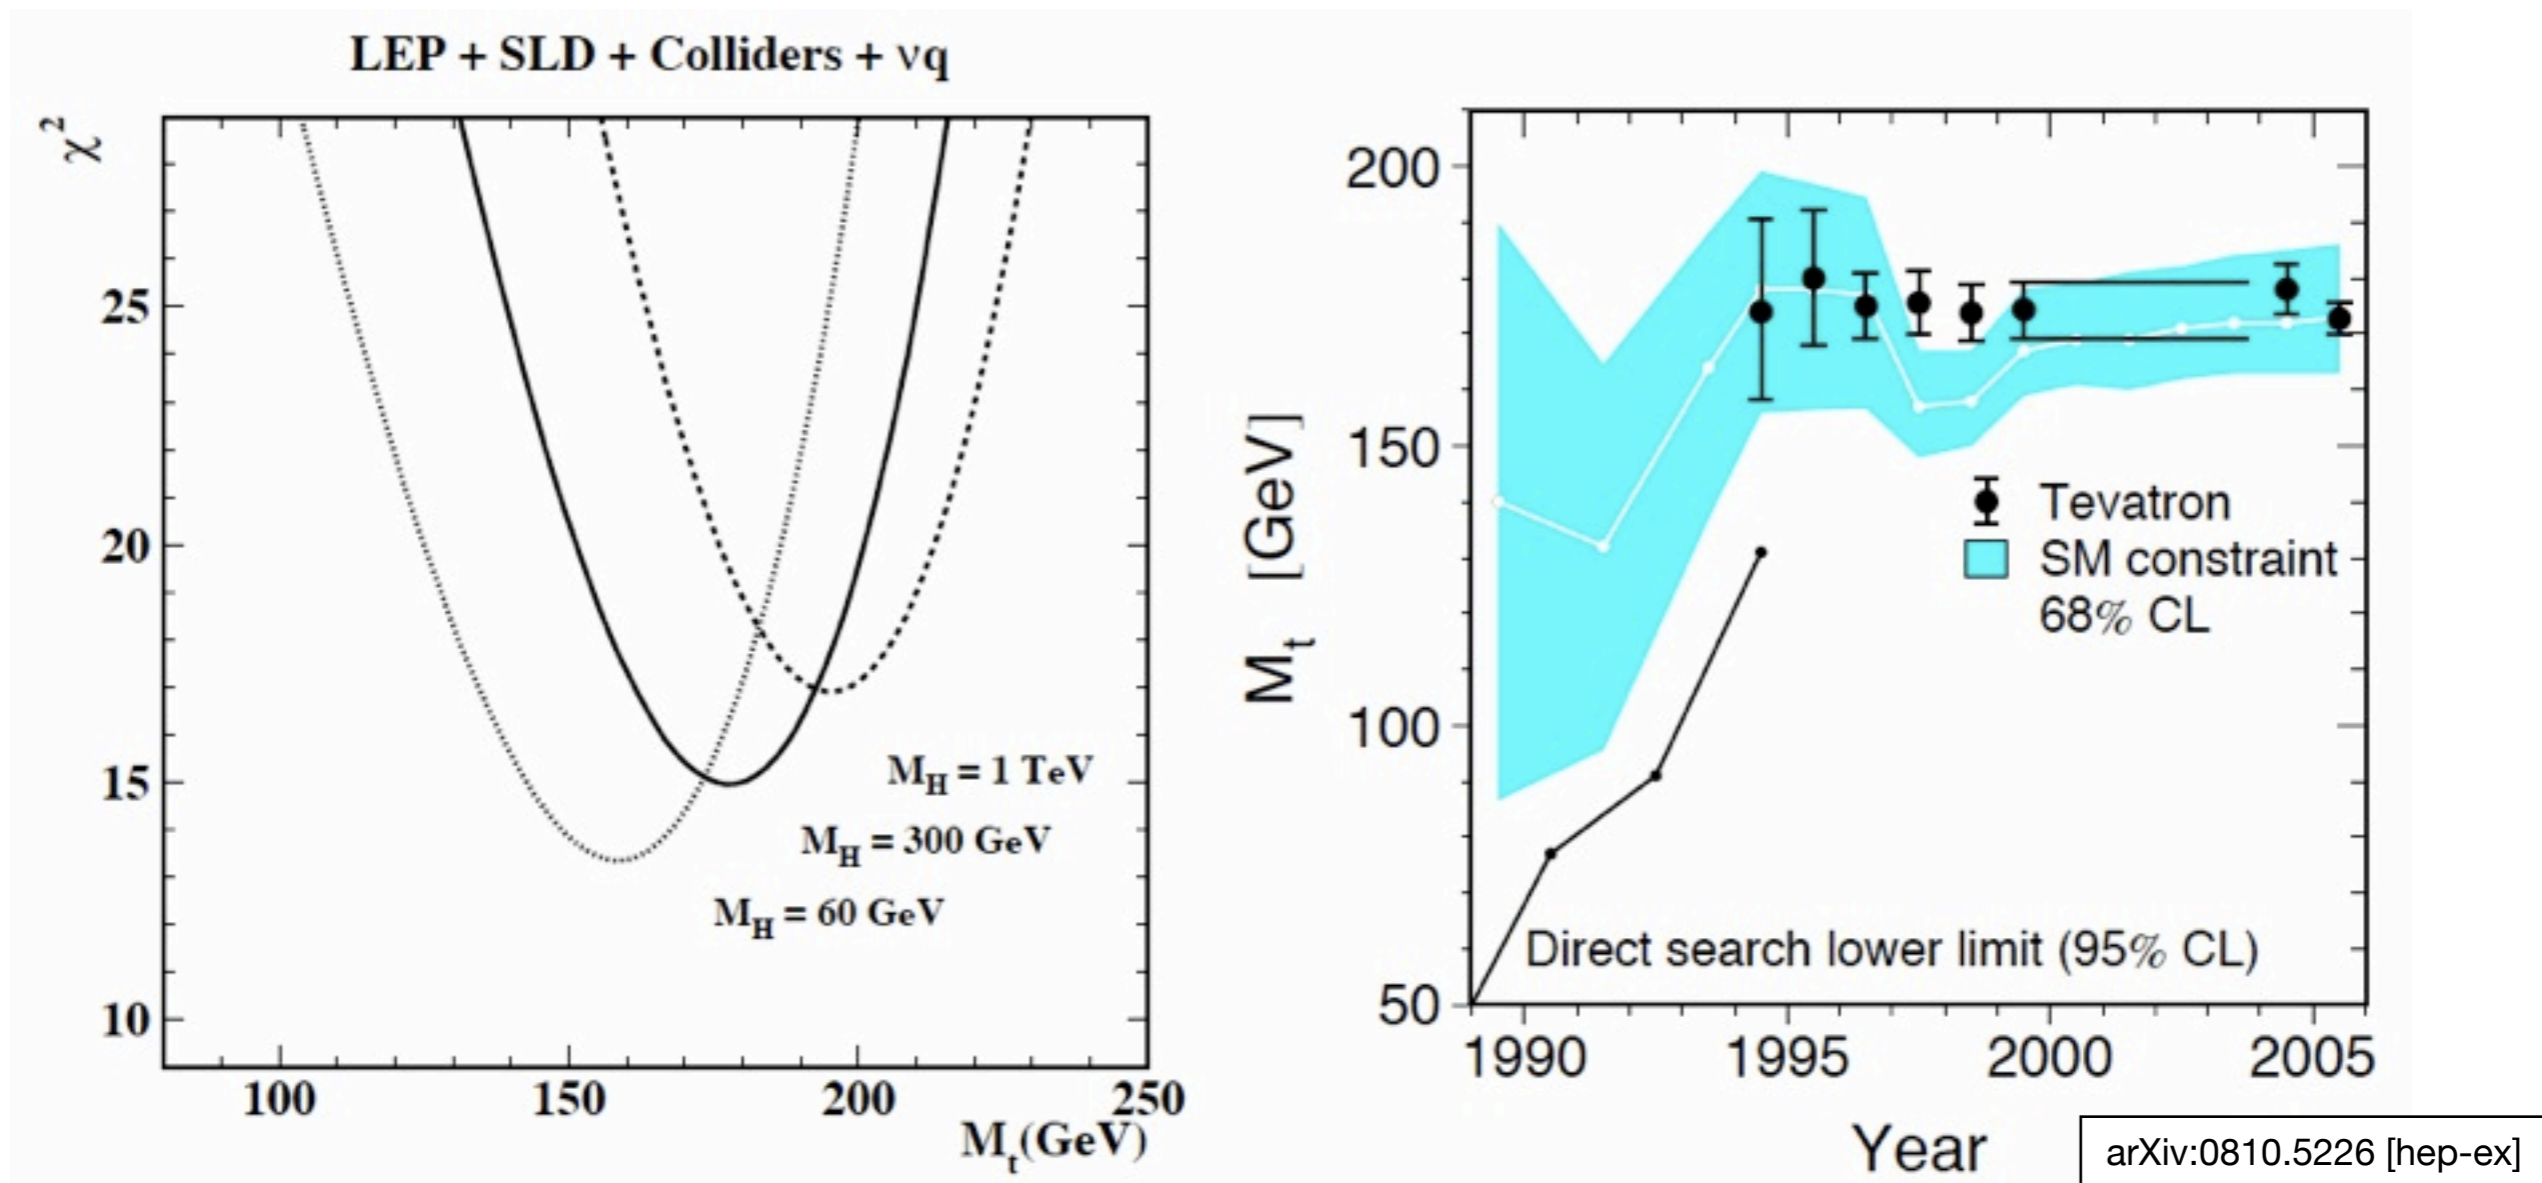 LEP + SLD + Colliders + νq
χ²
25
20
15
10
M_H = 1 TeV
M_H = 300 GeV
M_H = 60 GeV
100 150 200 250
M_t(GeV)
200
150
100
50
M_t [GeV]
Tevatron
SM constraint
68% CL
Direct search lower limit (95% CL)
1990 1995 2000 2005
Year
arXiv:0810.5226 [hep-ex]